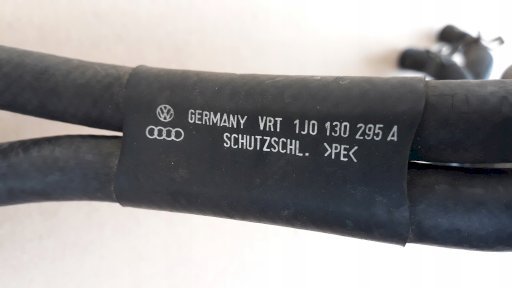 GERMANY VRT 1J0 130 295 A
SCHUTZSCHL. >PE<